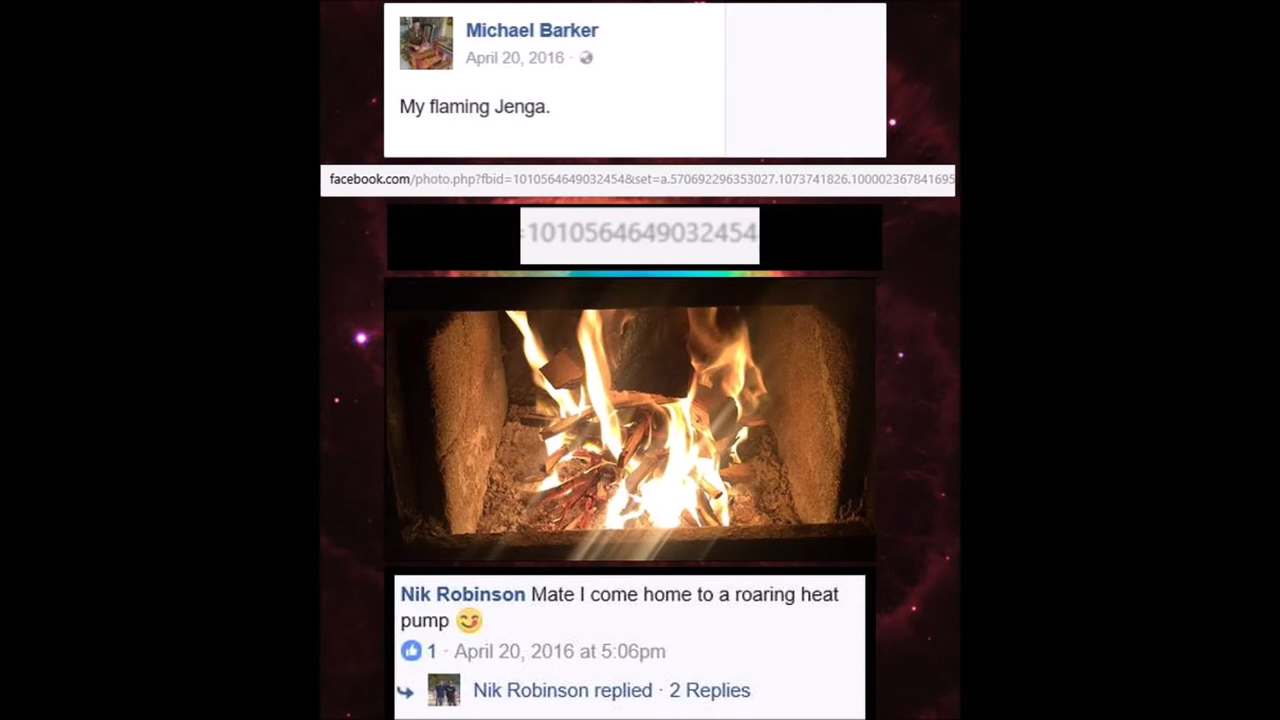 Michael Barker
April 20, 2016 ·
My flaming Jenga.
facebook.com/photo.php?fbid=10105646490324548&set=a.570692296353027.1073741826.100002367841695
=1010564649032454
Nik Robinson Mate I come home to a roaring heat
pump
1 · April 20, 2016 at 5:06pm
Nik Robinson replied · 2 Replies